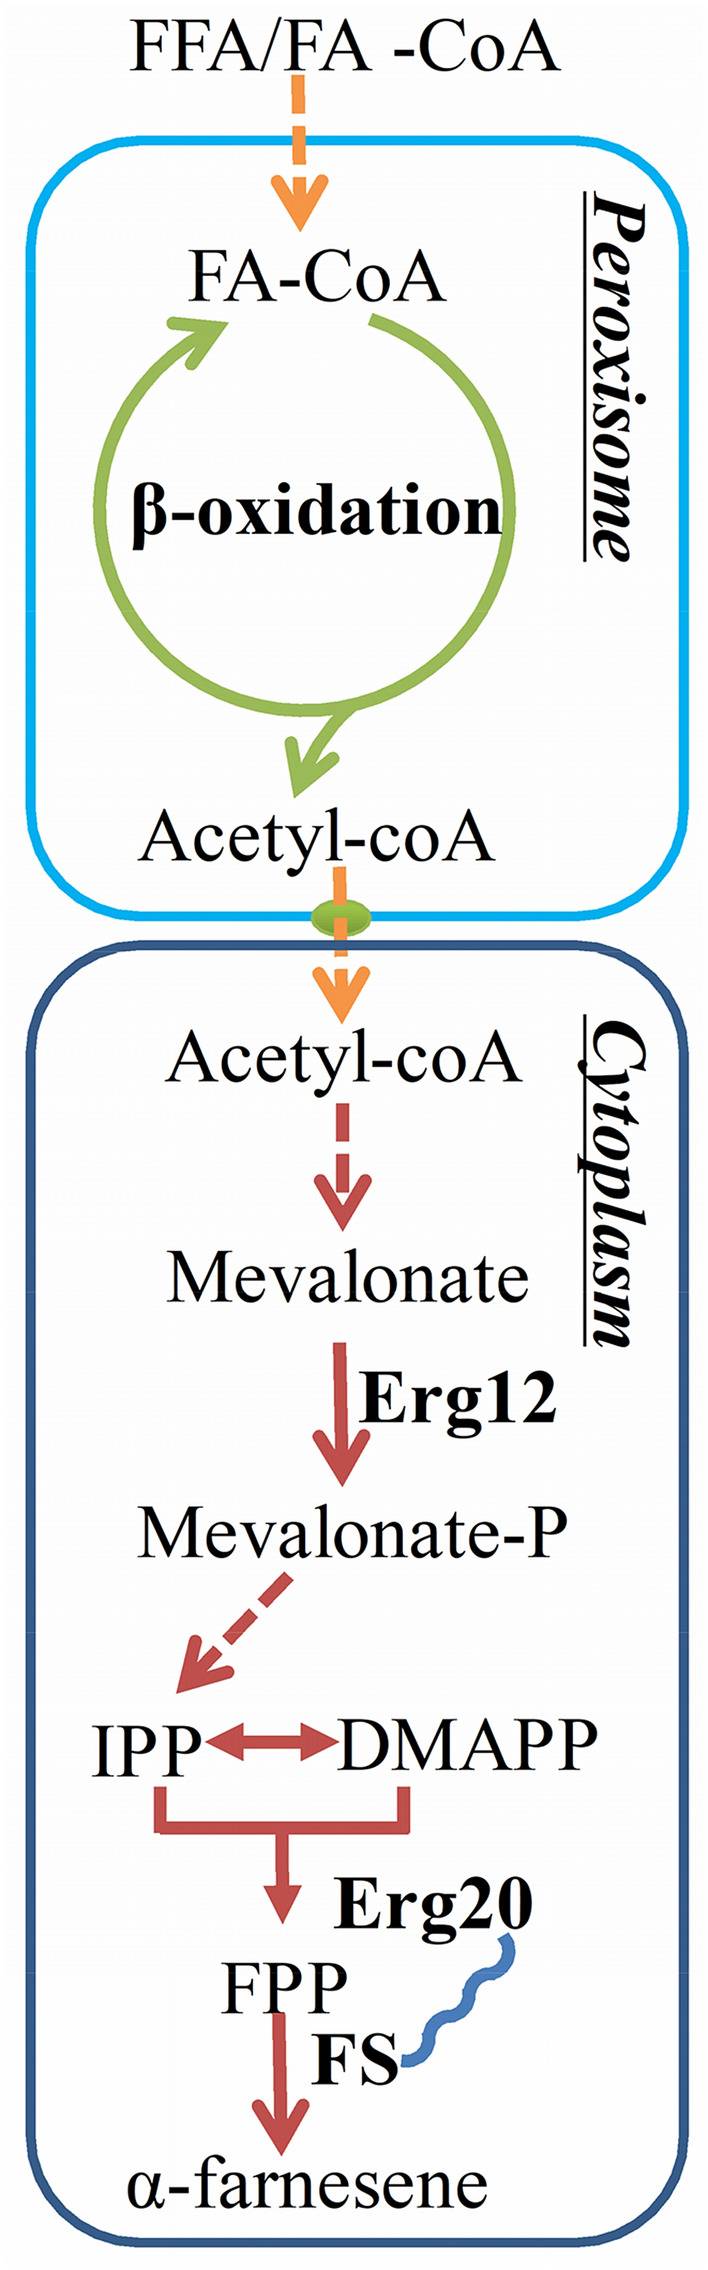 FFA/FA -CoA
Peroxisome
FA-CoA
β-oxidation
Acetyl-coA
Cytoplasm
Acetyl-coA
Mevalonate
Erg12
Mevalonate-P
IPP DMAPP
Erg20
FPP
FS
α-farnesene